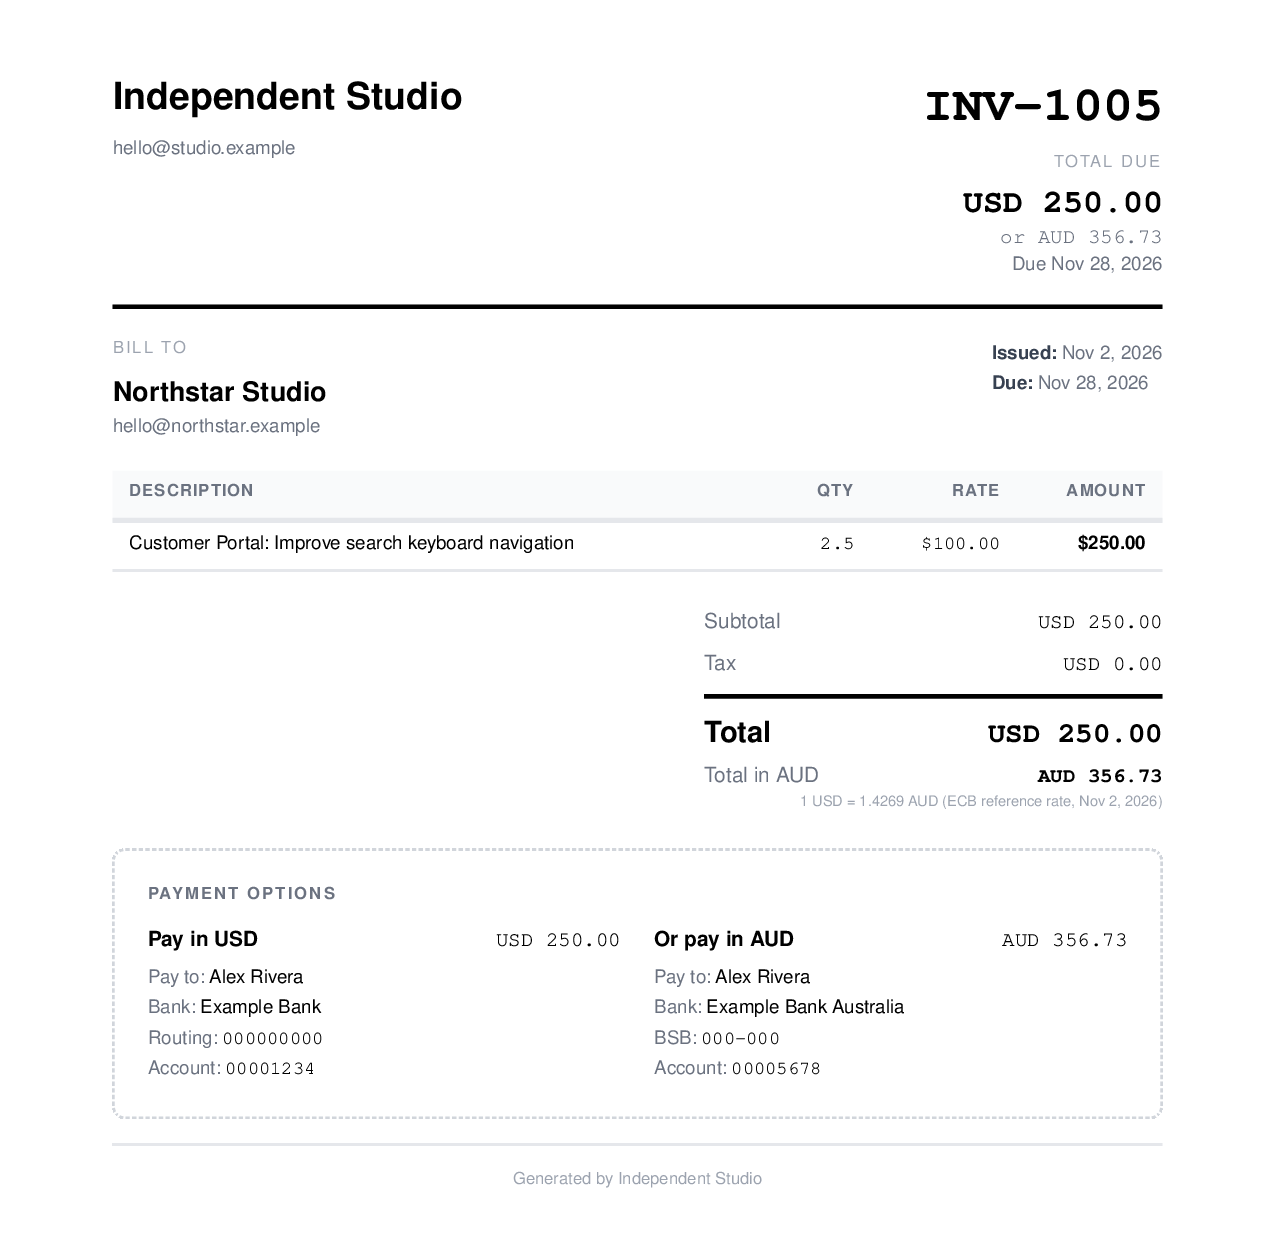 Independent Studio
hello@studio.example
INV-1005
TOTAL DUE
USD 250.00
or AUD 356.73
Due Nov 28, 2026
BILL TO
Northstar Studio
hello@northstar.example
Issued: Nov 2, 2026
Due: Nov 28, 2026
DESCRIPTION QTY RATE AMOUNT
Customer Portal: Improve search keyboard navigation 2.5 $100.00 $250.00
Subtotal USD 250.00
Tax USD 0.00
Total USD 250.00
Total in AUD AUD 356.73
1 USD = 1.4269 AUD (ECB reference rate, Nov 2, 2026)
PAYMENT OPTIONS
Pay in USD USD 250.00
Pay to: Alex Rivera
Bank: Example Bank
Routing: 000000000
Account: 00001234
Or pay in AUD AUD 356.73
Pay to: Alex Rivera
Bank: Example Bank Australia
BSB: 000-000
Account: 00005678
Generated by Independent Studio